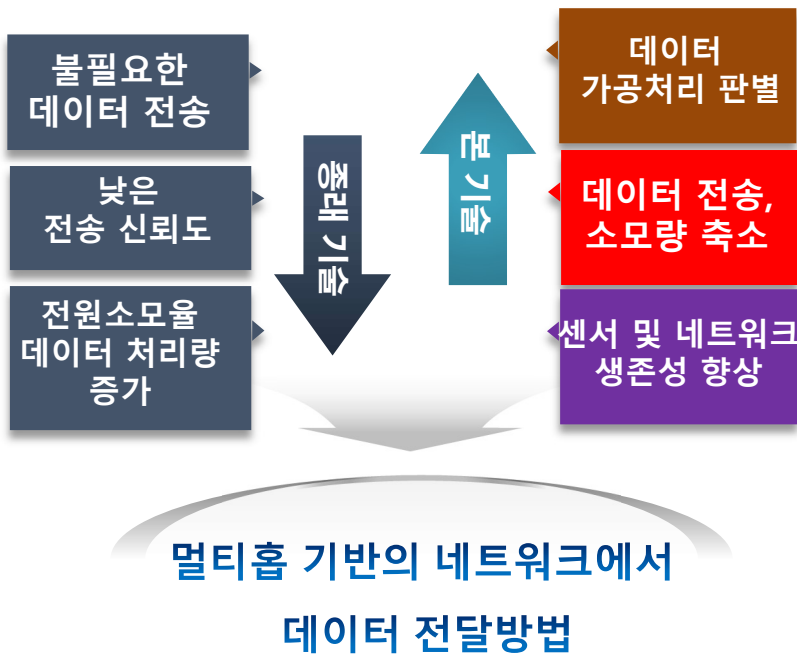 불필요한
데이터 전송
낮은
전송 신뢰도
전원소모율
데이터 처리량
증가
종래 기술
본 기술
데이터
가공처리 판별
데이터 전송,
소모량 축소
센서 및 네트워크
생존성 향상
멀티홉 기반의 네트워크에서
데이터 전달방법